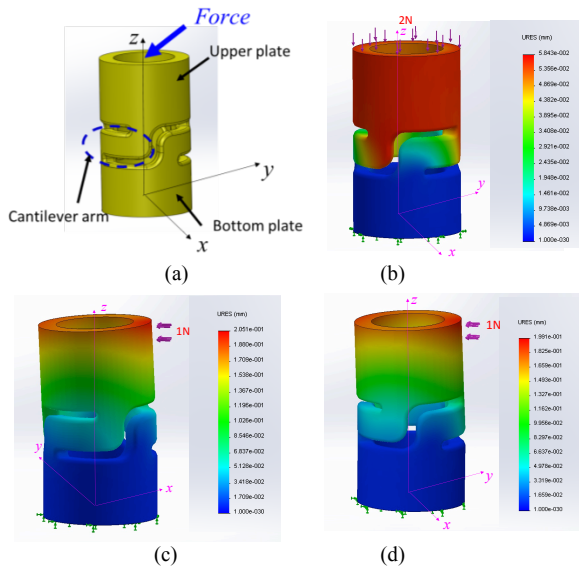 Force
z
Upper plate
y
Cantilever arm
Bottom plate
x
(a)
2N
z
y
x
URES (mm)
5.843e-002
5.356e-002
4.869e-002
4.382e-002
3.895e-002
3.408e-002
2.922e-002
2.435e-002
1.948e-002
1.461e-002
9.738e-003
4.869e-003
1.000e-030
(b)
z
1N
y
x
URES (mm)
2.051e-001
1.880e-001
1.709e-001
1.538e-001
1.367e-001
1.196e-001
1.026e-001
8.546e-002
6.837e-002
5.128e-002
3.418e-002
1.709e-002
1.000e-030
(c)
z
1N
y
x
URES (mm)
1.991e-001
1.825e-001
1.659e-001
1.493e-001
1.327e-001
1.162e-001
9.956e-002
8.297e-002
6.637e-002
4.978e-002
3.319e-002
1.659e-002
1.000e-030
(d)